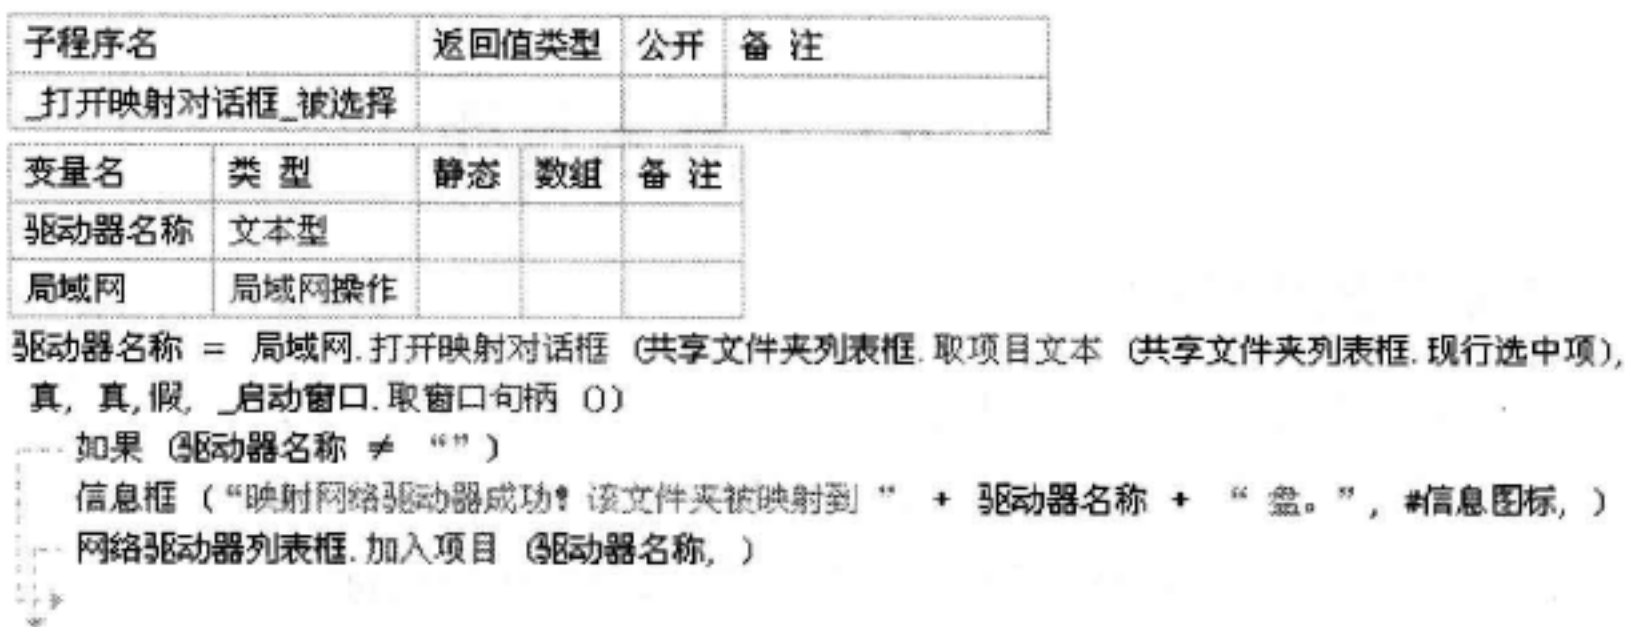 子程序名 返回值类型 公开 备 注
_打开映射对话框_被选择
变量名 类 型 静态 数组 备 注
驱动器名称 文本型
局域网 局域网操作
驱动器名称 = 局域网.打开映射对话框 (共享文件夹列表框.取项目文本 (共享文件夹列表框.现行选中项),
真, 真,假, _启动窗口.取窗口句柄 ())
如果 (驱动器名称 ≠ “”)
信息框 (“映射网络驱动器成功!该文件夹被映射到 ” + 驱动器名称 + “ 盘。”, #信息图标, )
网络驱动器列表框.加入项目 (驱动器名称, )